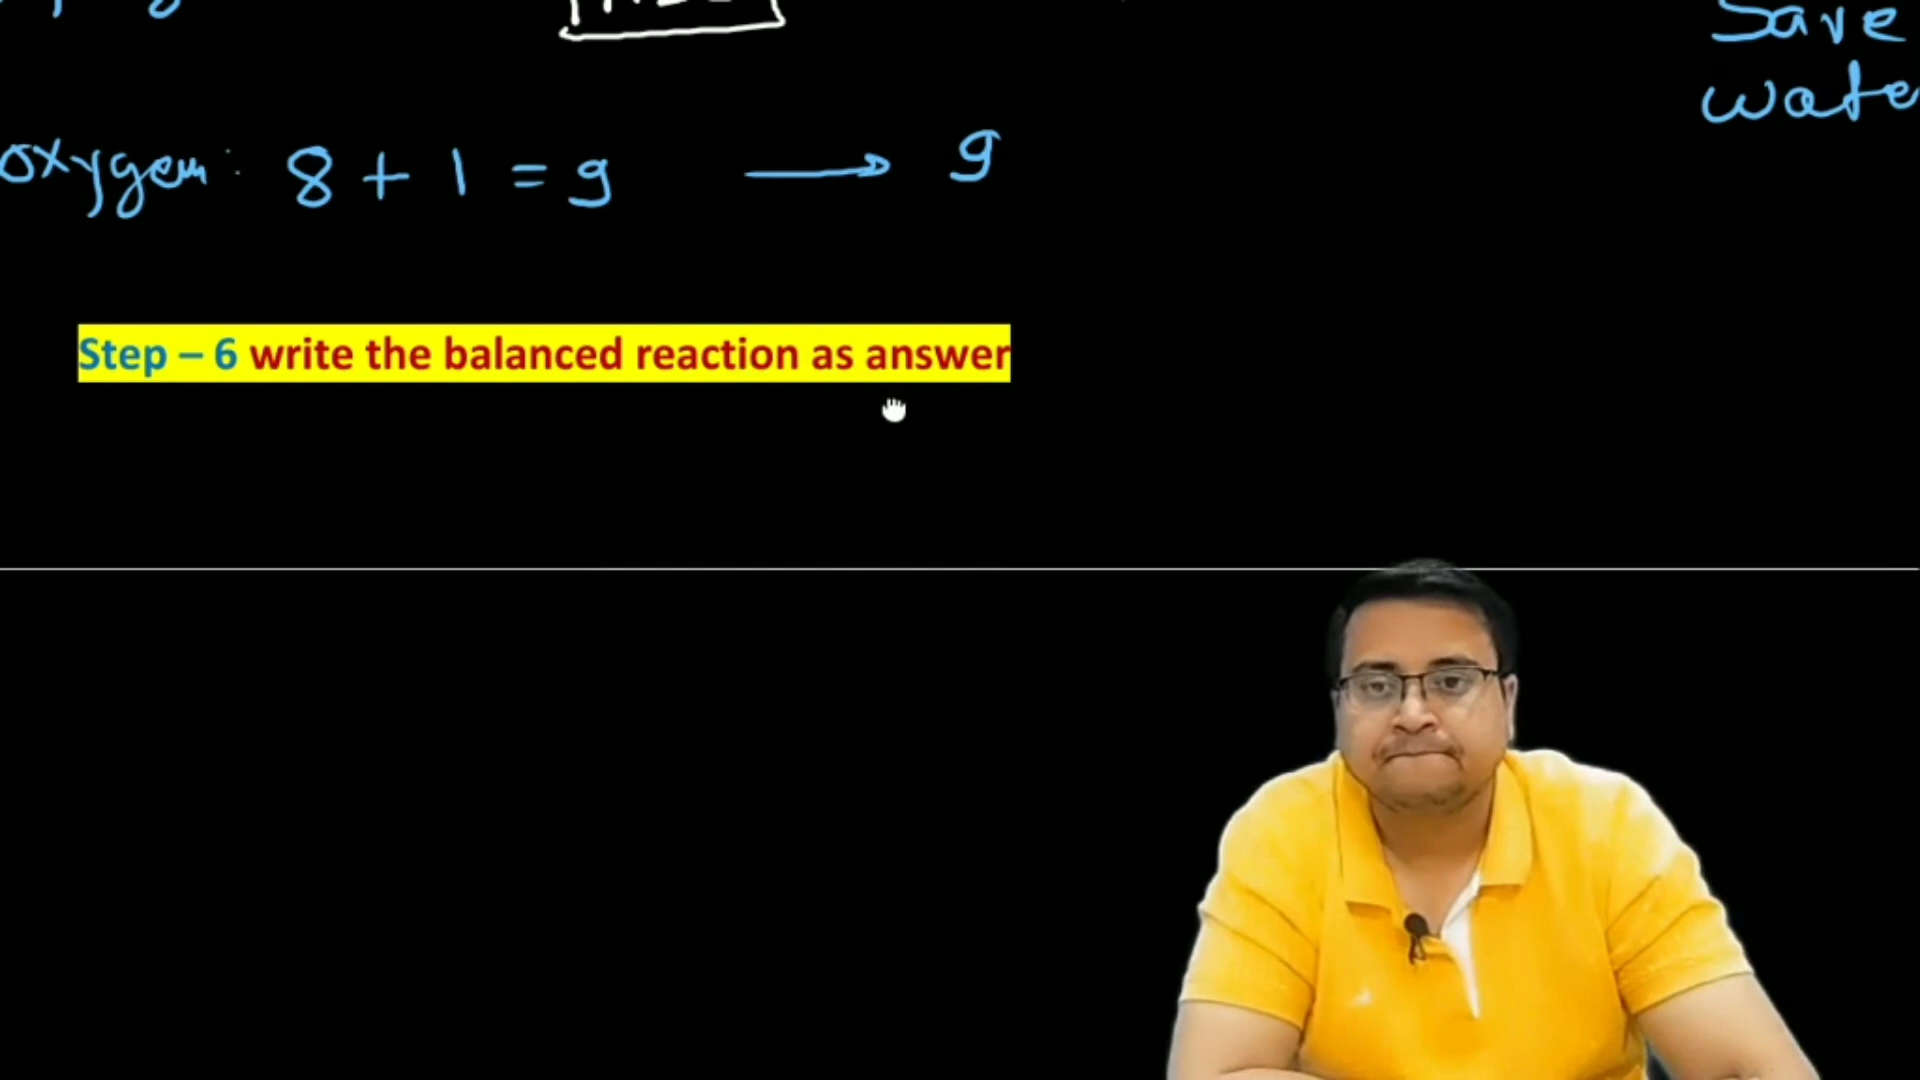 Save
wate
oxygen: 8 + 1 = 9 → 9
Step – 6 write the balanced reaction as answer